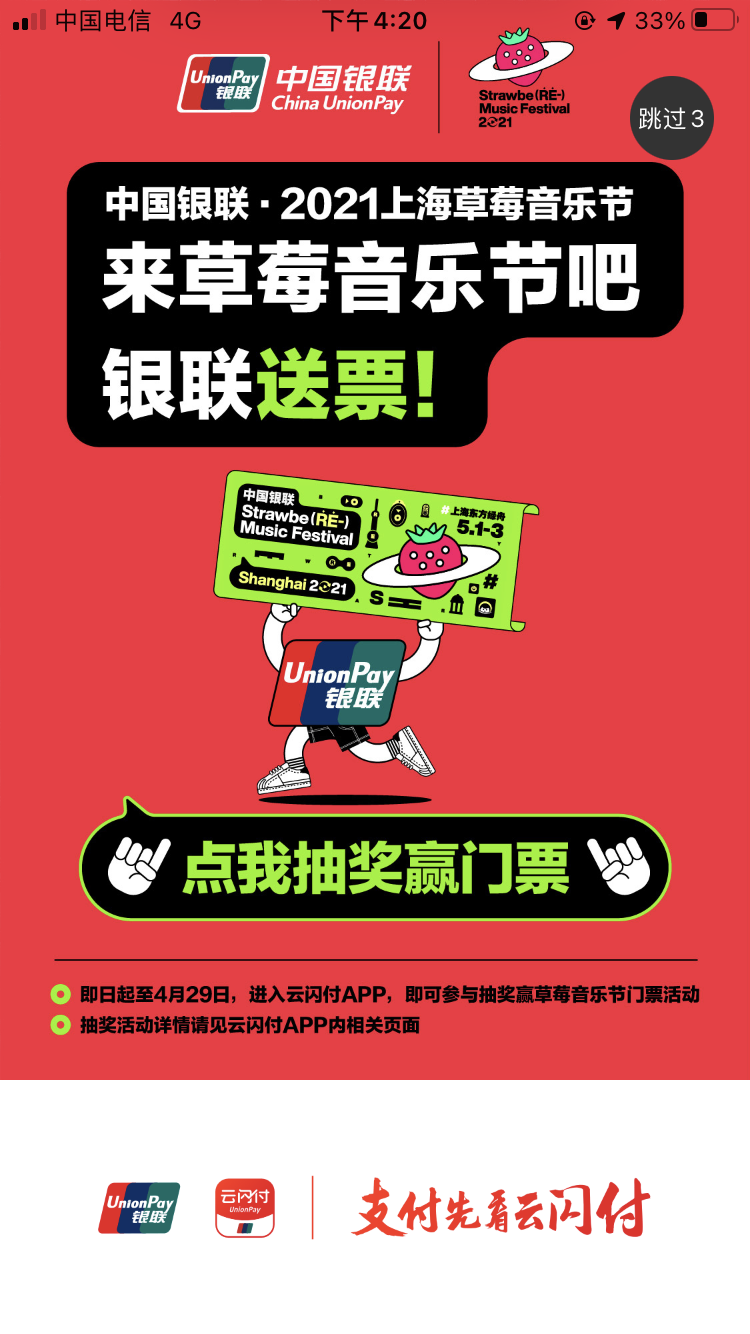 中国电信 4G 下午4:20 33%
UnionPay
银联
中国银联
China UnionPay
Strawbe(RE-)
Music Festival
2021
跳过3
中国银联·2021上海草莓音乐节
来草莓音乐节吧
银联送票!
中国银联
Strawbe(RE-)
Music Festival
Shanghai 2021
#上海东方绿舟
5.1-3
#
UnionPay
银联
点我抽奖赢门票
即日起至4月29日，进入云闪付APP，即可参与抽奖赢草莓音乐节门票活动
抽奖活动详情请见云闪付APP内相关页面
UnionPay
银联
云闪付
UnionPay
支付先看云闪付